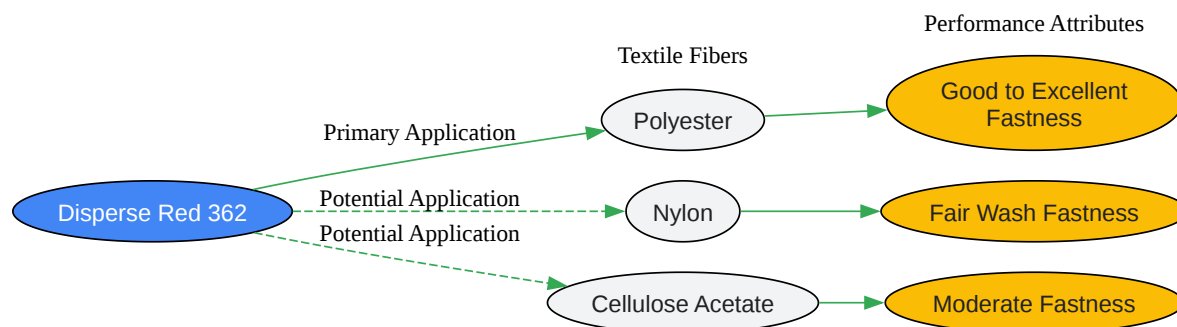 Performance Attributes
Textile Fibers
Good to Excellent
Fastness
Polyester
Primary Application
Disperse Red 362
Potential Application
Nylon
Fair Wash Fastness
Potential Application
Cellulose Acetate
Moderate Fastness